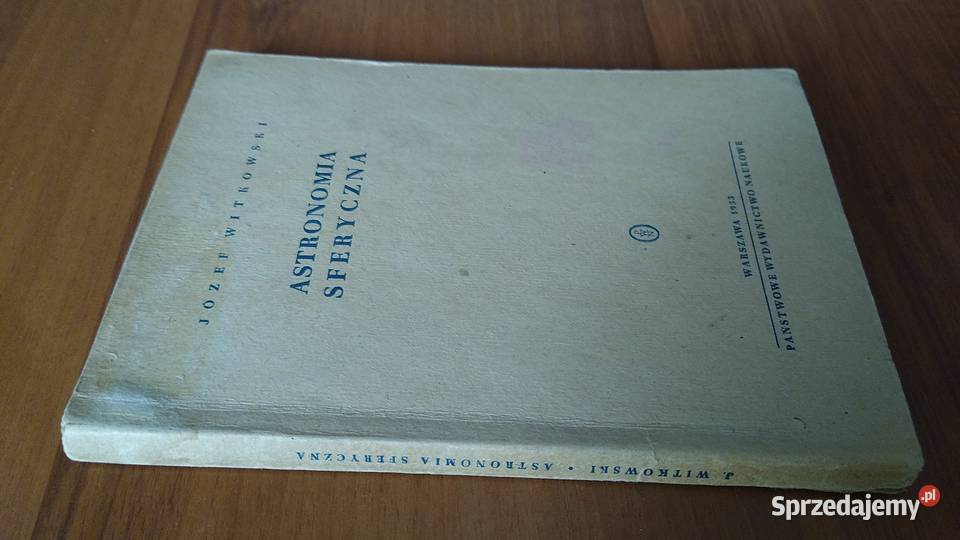 JÓZEF WITKOWSKI
ASTRONOMIA
SFERYCZNA
WARSZAWA 1953
PAŃSTWOWE WYDAWNICTWO NAUKOWE
J. WITKOWSKI • ASTRONOMIA SFERYCZNA
Sprzedajemy.pl